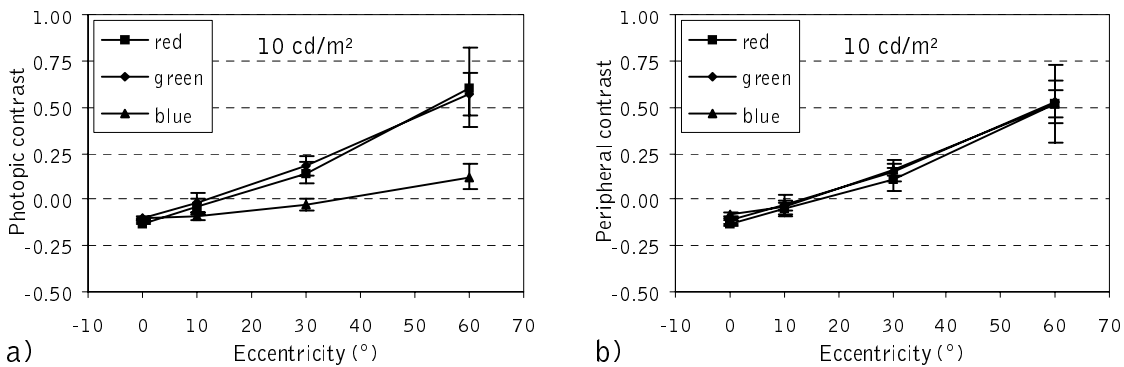 1.00
0.75
0.50
0.25
0.00
-0.25
-0.50
Photopic contrast
red
green
blue
10 cd/m²
-10 0 10 20 30 40 50 60 70
Eccentricity (°)
a)
1.00
0.75
0.50
0.25
0.00
-0.25
-0.50
Peripheral contrast
red
green
blue
10 cd/m²
-10 0 10 20 30 40 50 60 70
Eccentricity (°)
b)